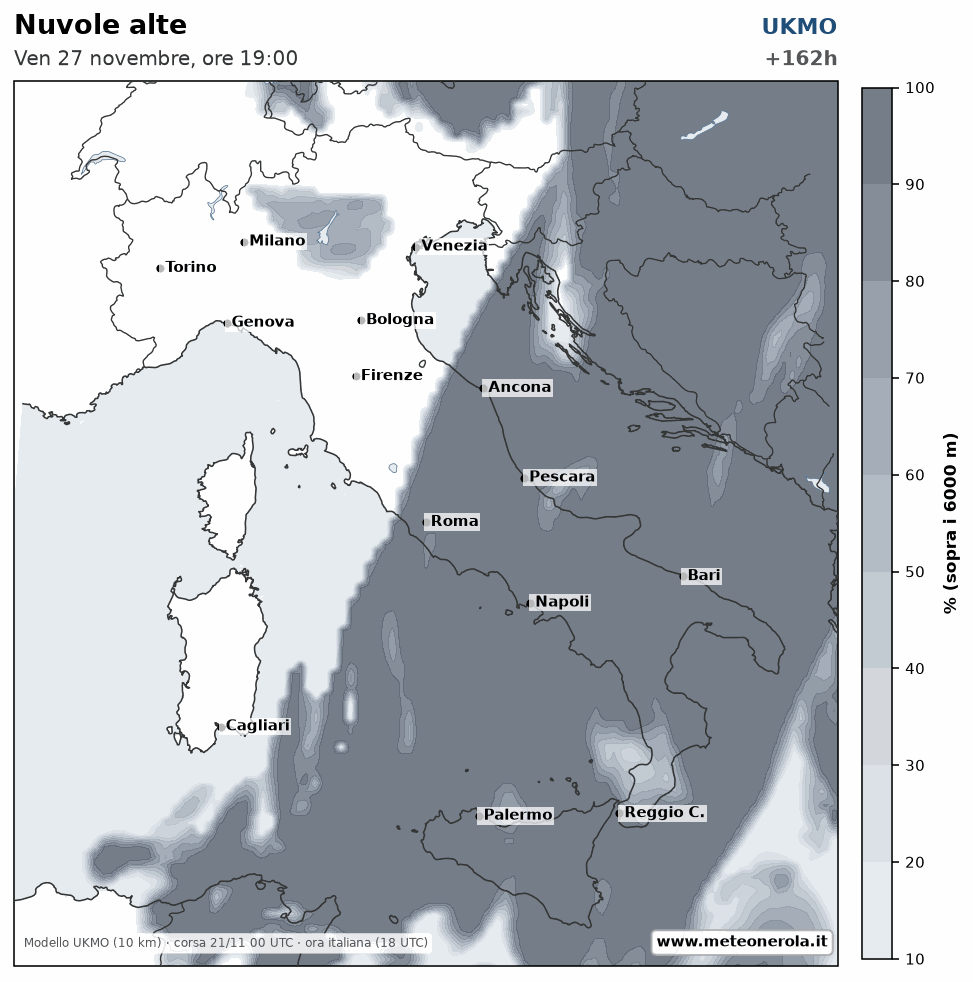 Nuvole alte
UKMO
Ven 27 novembre, ore 19:00
+162h
Milano
Venezia
Torino
Genova
Bologna
Firenze
Ancona
Pescara
Roma
Bari
Napoli
Cagliari
Palermo
Reggio C.
Modello UKMO (10 km) · corsa 21/11 00 UTC · ora italiana (18 UTC)
www.meteonerola.it
100
90
80
70
60
50
40
30
20
10
% (sopra i 6000 m)